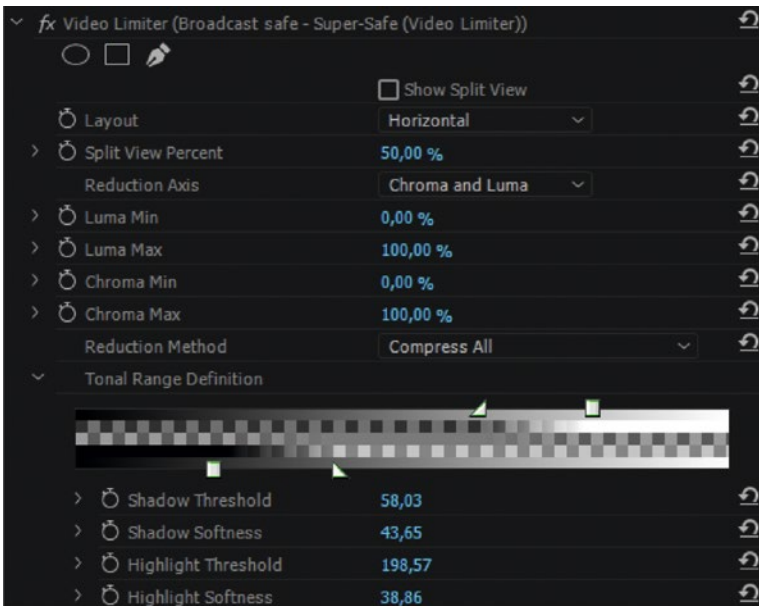 fx Video Limiter (Broadcast safe - Super-Safe (Video Limiter))
Show Split View
Layout Horizontal
Split View Percent 50,00 %
Reduction Axis Chroma and Luma
Luma Min 0,00 %
Luma Max 100,00 %
Chroma Min 0,00 %
Chroma Max 100,00 %
Reduction Method Compress All
Tonal Range Definition
Shadow Threshold 58,03
Shadow Softness 43,65
Highlight Threshold 198,57
Highlight Softness 38,86